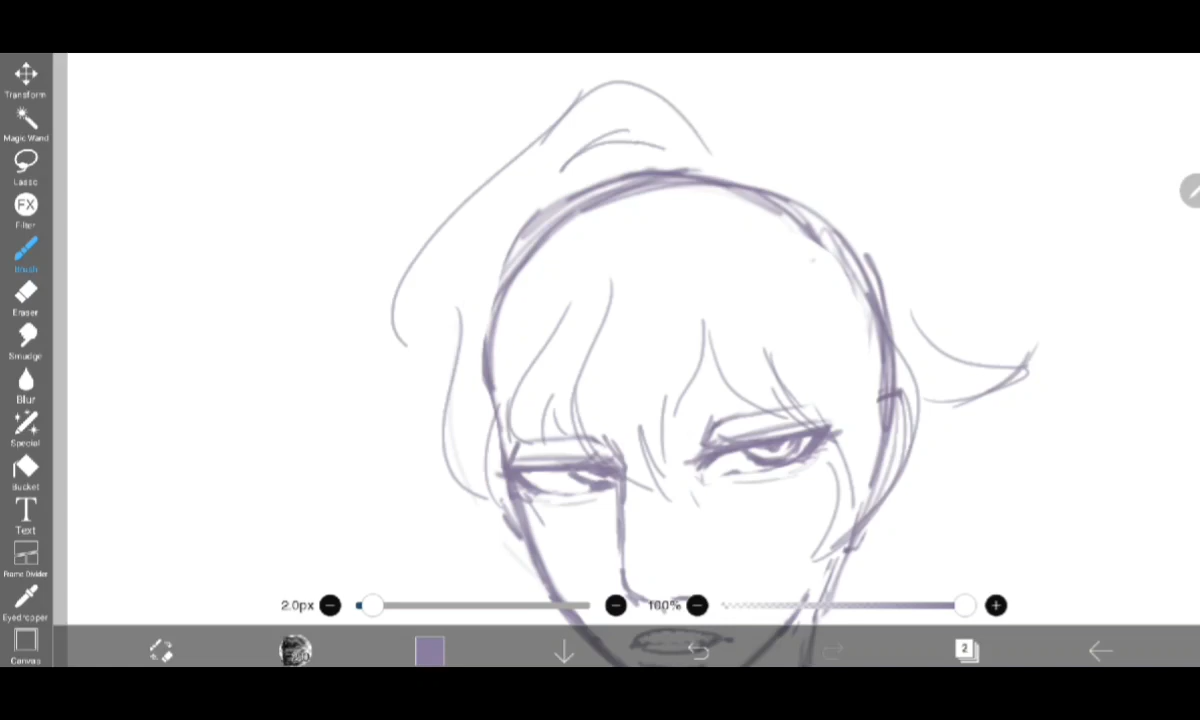 Transform
Magic Wand
Lasso
FX
Filter
Brush
Eraser
Smudge
Blur
Special
Bucket
T
Text
Frame Divider
Eyedropper
Canvas
2.0px
100%
2